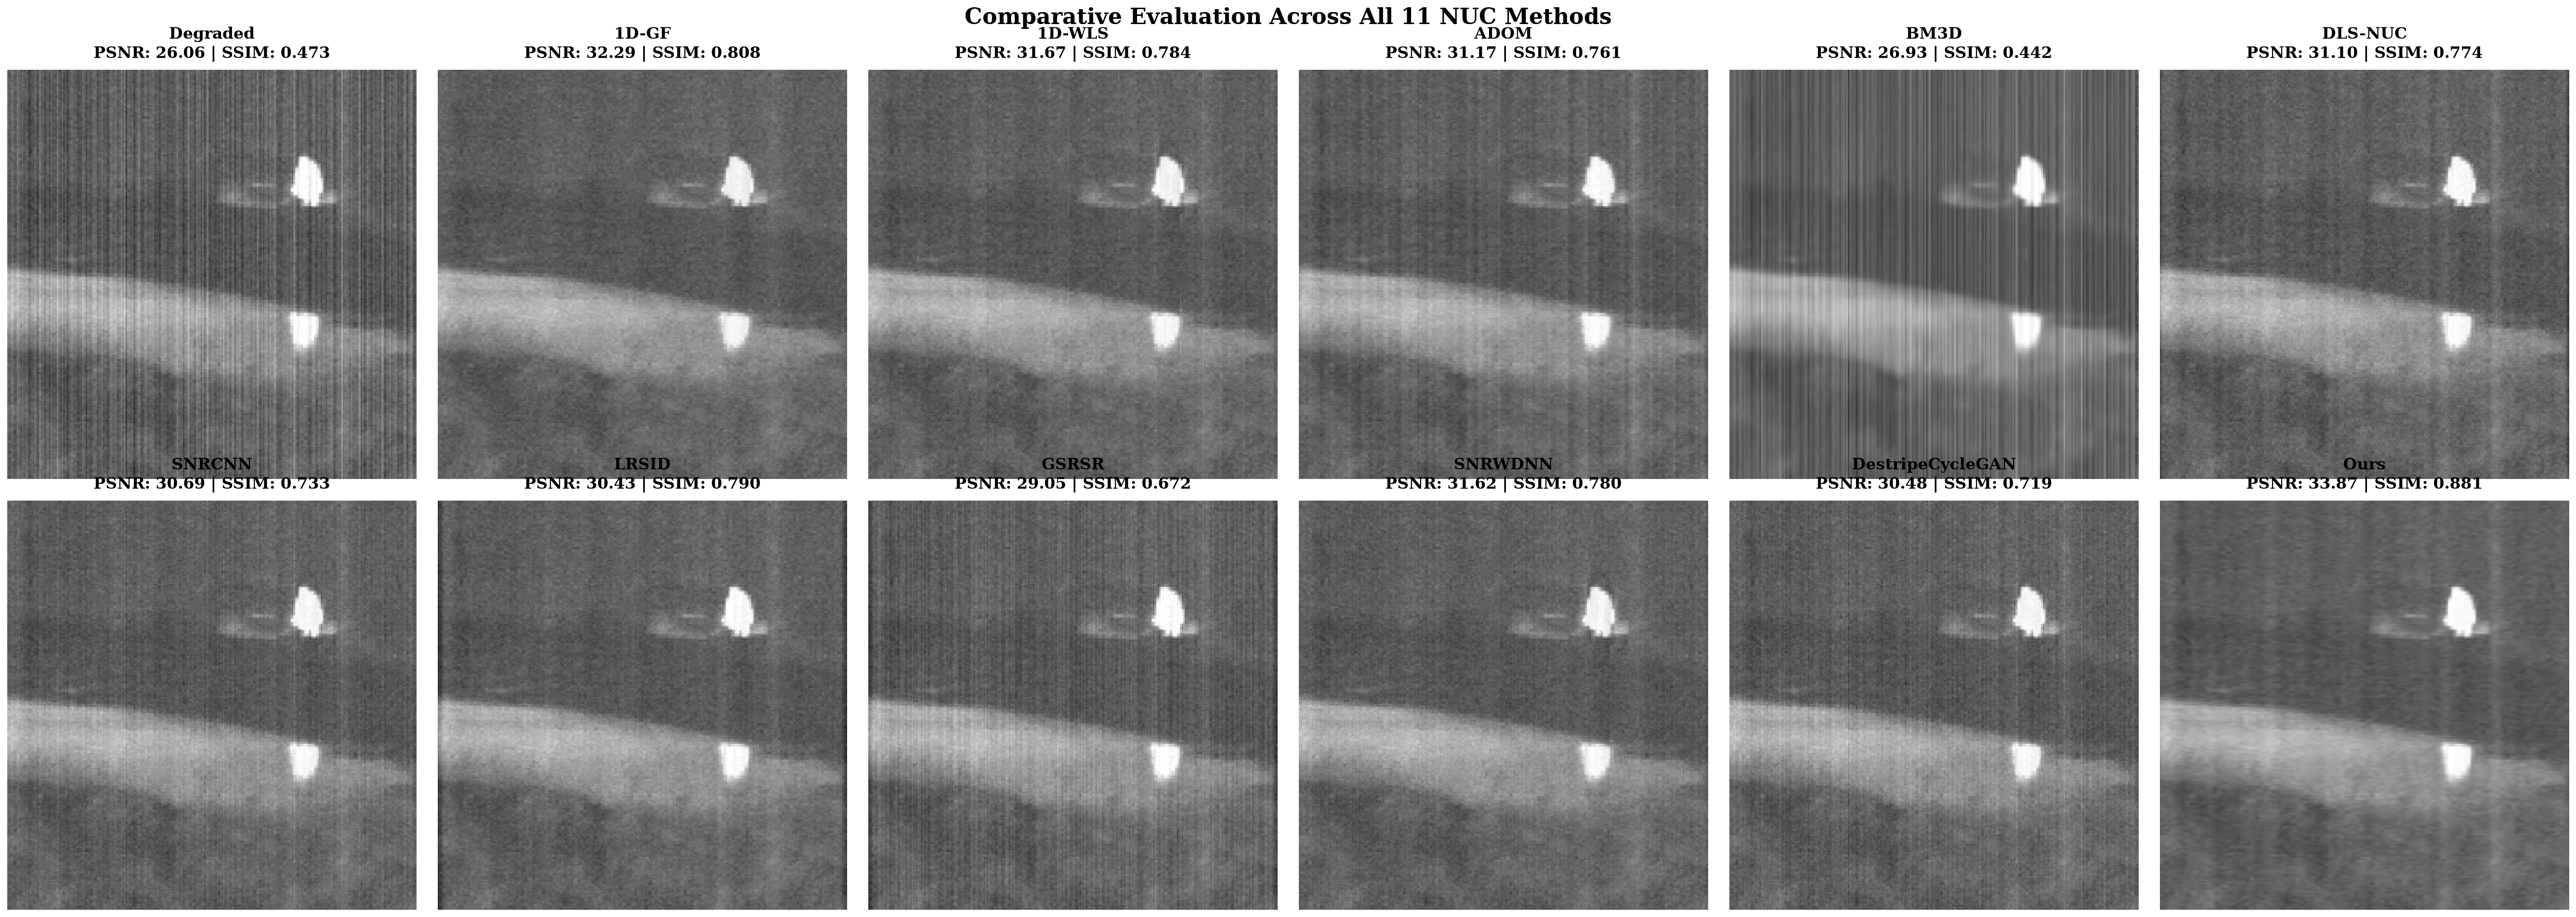 Comparative Evaluation Across All 11 NUC Methods
Degraded
PSNR: 26.06 | SSIM: 0.473
1D-GF
PSNR: 32.29 | SSIM: 0.808
1D-WLS
PSNR: 31.67 | SSIM: 0.784
ADOM
PSNR: 31.17 | SSIM: 0.761
BM3D
PSNR: 26.93 | SSIM: 0.442
DLS-NUC
PSNR: 31.10 | SSIM: 0.774
SNRCNN
PSNR: 30.69 | SSIM: 0.733
LRSID
PSNR: 30.43 | SSIM: 0.790
GSRSR
PSNR: 29.05 | SSIM: 0.672
SNRWDNN
PSNR: 31.62 | SSIM: 0.780
DestripeCycleGAN
PSNR: 30.48 | SSIM: 0.719
Ours
PSNR: 33.87 | SSIM: 0.881